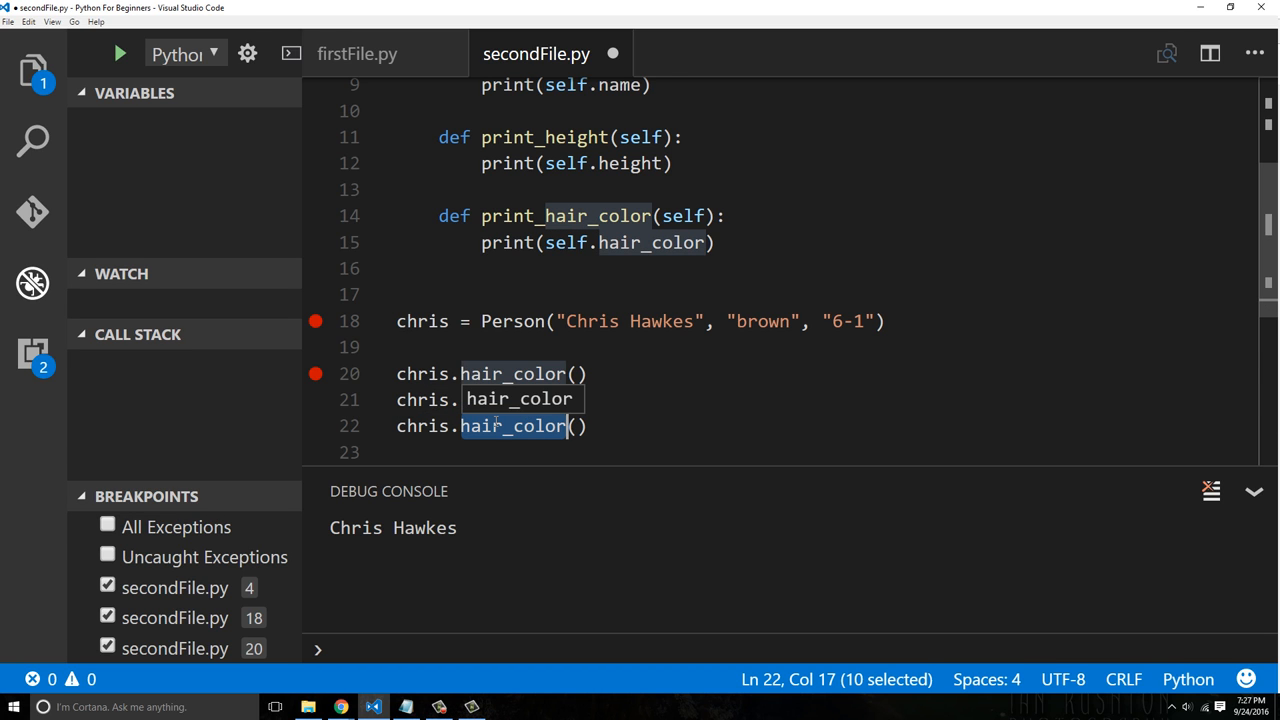 ● secondFile.py - Python For Beginners - Visual Studio Code
File Edit View Go Help
Pythor firstFile.py secondFile.py
1
VARIABLES
WATCH
CALL STACK
2
BREAKPOINTS
All Exceptions
Uncaught Exceptions
secondFile.py 4
secondFile.py 18
secondFile.py 20
9 print(self.name)
10
11 def print_height(self):
12 print(self.height)
13
14 def print_hair_color(self):
15 print(self.hair_color)
16
17
18 chris = Person("Chris Hawkes", "brown", "6-1")
19
20 chris.hair_color()
21 chris.
hair_color
22 chris.hair_color()
23
DEBUG CONSOLE
Chris Hawkes
0 0 Ln 22, Col 17 (10 selected) Spaces: 4 UTF-8 CRLF Python
I'm Cortana. Ask me anything.
7:27 PM
9/24/2016